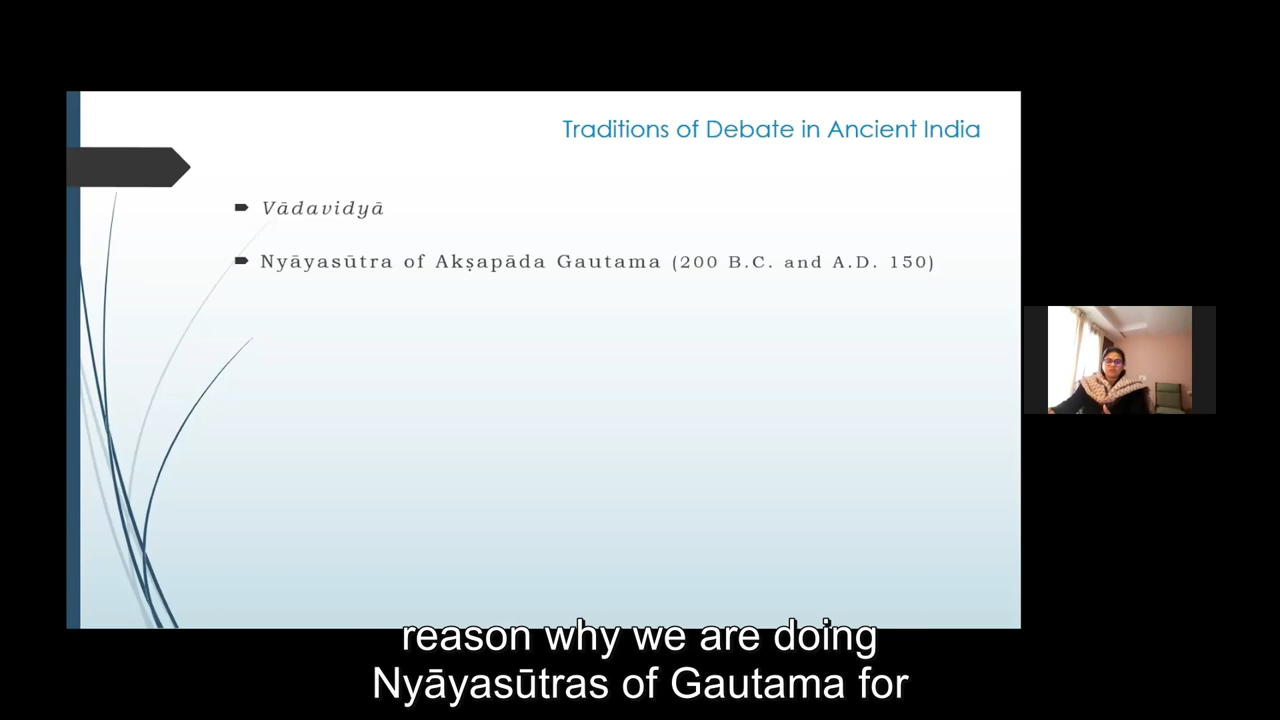 Traditions of Debate in Ancient India
Vādavidyā
Nyāyasūtra of Akṣapāda Gautama (200 B.C. and A.D. 150)
reason why we are doing
Nyāyasūtras of Gautama for